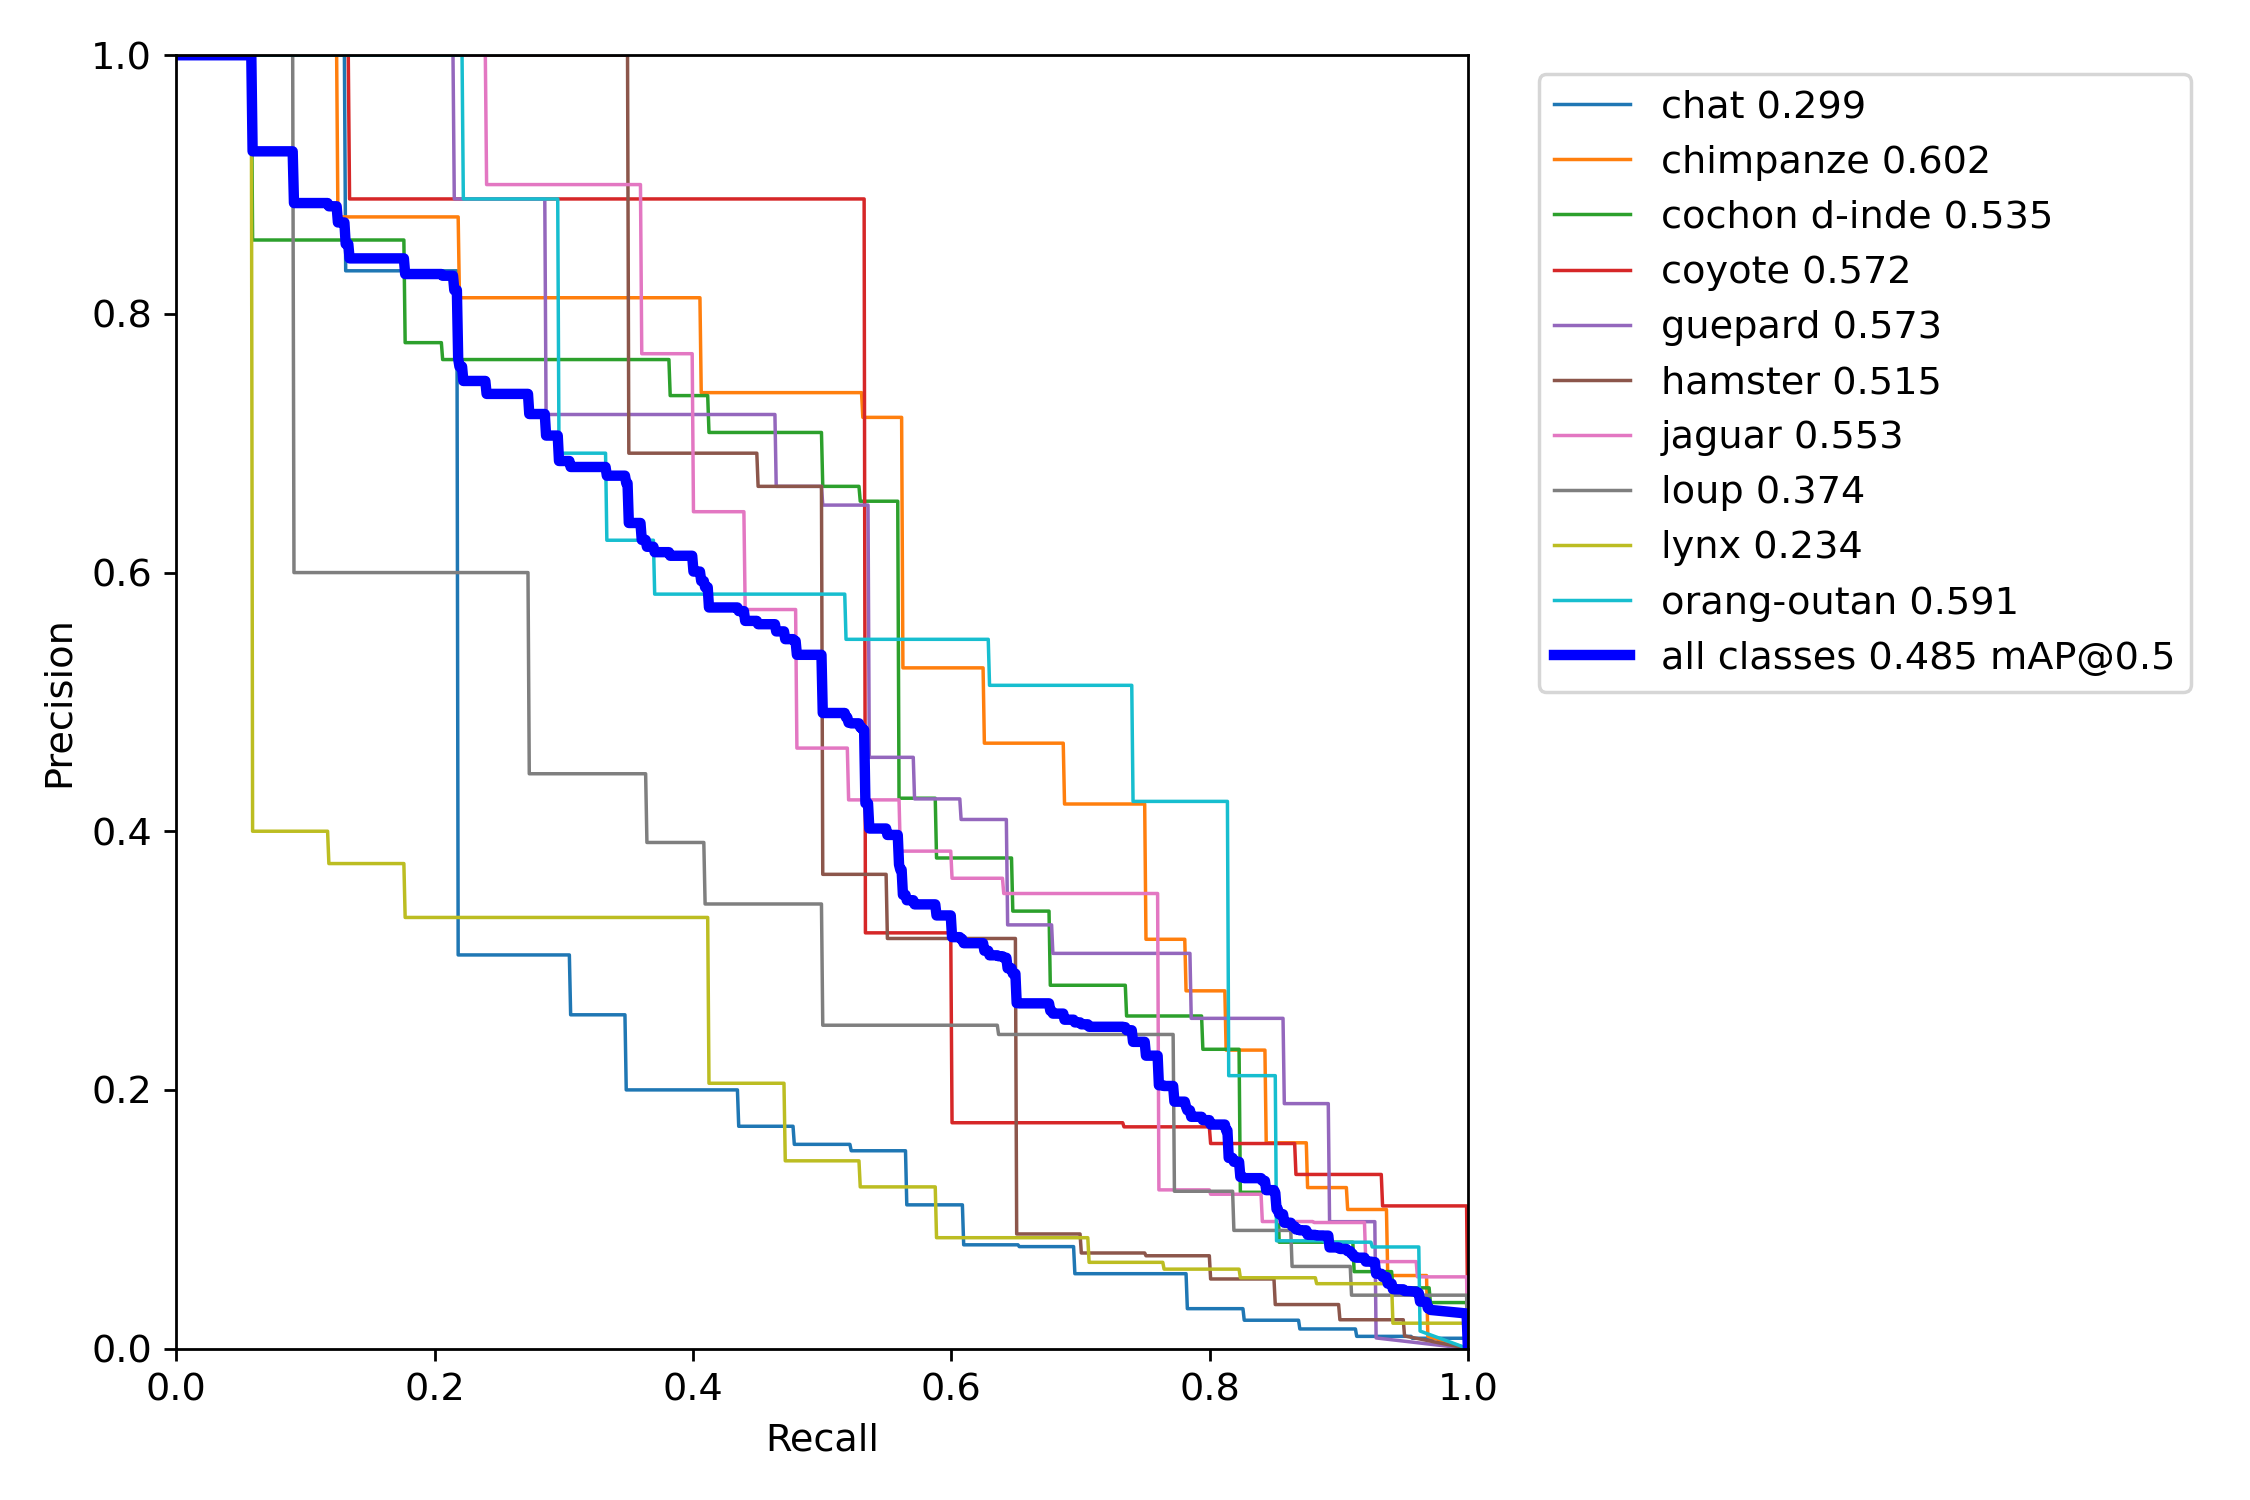 1.0
0.8
0.6
0.4
0.2
0.0
Precision
0.0 0.2 0.4 0.6 0.8 1.0
Recall
chat 0.299
chimpanze 0.602
cochon d-inde 0.535
coyote 0.572
guepard 0.573
hamster 0.515
jaguar 0.553
loup 0.374
lynx 0.234
orang-outan 0.591
all classes 0.485 mAP@0.5